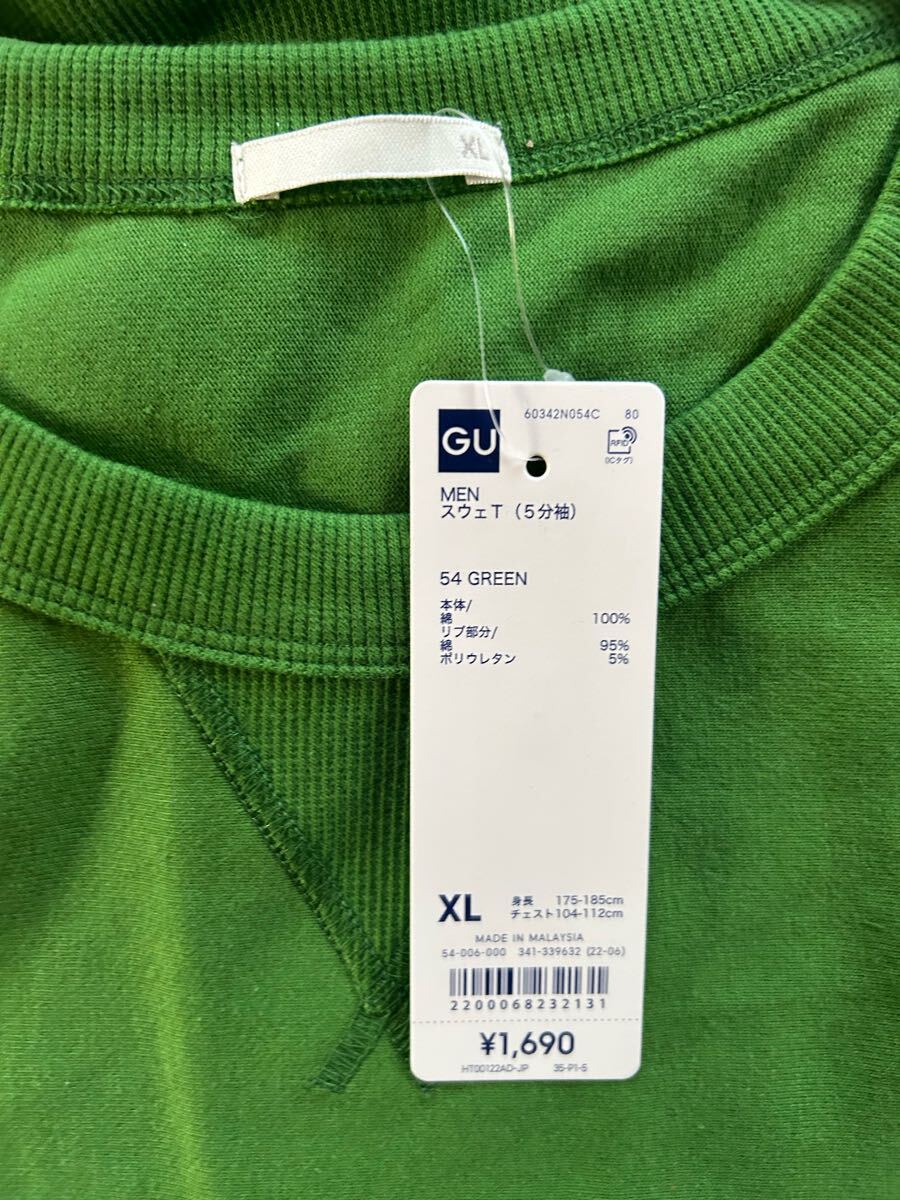 XL
60342N054C 80
GU
RFID
(ICタグ)
MEN
スウェT(5分袖)
54 GREEN
本体/
綿 100%
リブ部分/
綿 95%
ポリウレタン 5%
XL 身長 175-185cm
チェスト104-112cm
MADE IN MALAYSIA
54-006-000 341-339632 (22-06)
2200068232131
¥1,690
HT00122AD-JP 35-P1-5